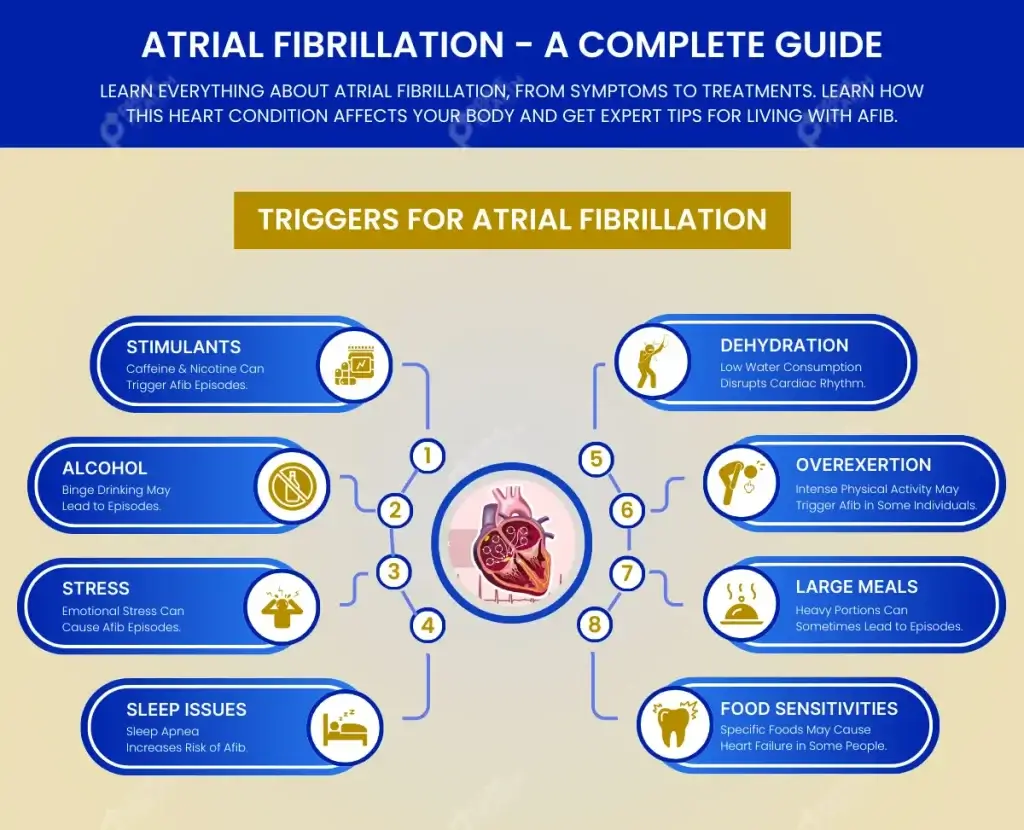 ATRIAL FIBRILLATION - A COMPLETE GUIDE
LEARN EVERYTHING ABOUT ATRIAL FIBRILLATION, FROM SYMPTOMS TO TREATMENTS. LEARN HOW
THIS HEART CONDITION AFFECTS YOUR BODY AND GET EXPERT TIPS FOR LIVING WITH AFIB.
TRIGGERS FOR ATRIAL FIBRILLATION
STIMULANTS
Caffeine & Nicotine Can
Trigger Afib Episodes.
1
ALCOHOL
Binge Drinking May
Lead to Episodes.
2
STRESS
Emotional Stress Can
Cause Afib Episodes.
3
SLEEP ISSUES
Sleep Apnea
Increases Risk of Afib.
4
DEHYDRATION
Low Water Consumption
Disrupts Cardiac Rhythm.
5
OVEREXERTION
Intense Physical Activity May
Trigger Afib in Some Individuals.
6
LARGE MEALS
Heavy Portions Can
Sometimes Lead to Episodes.
7
FOOD SENSITIVITIES
Specific Foods May Cause
Heart Failure in Some People.
8